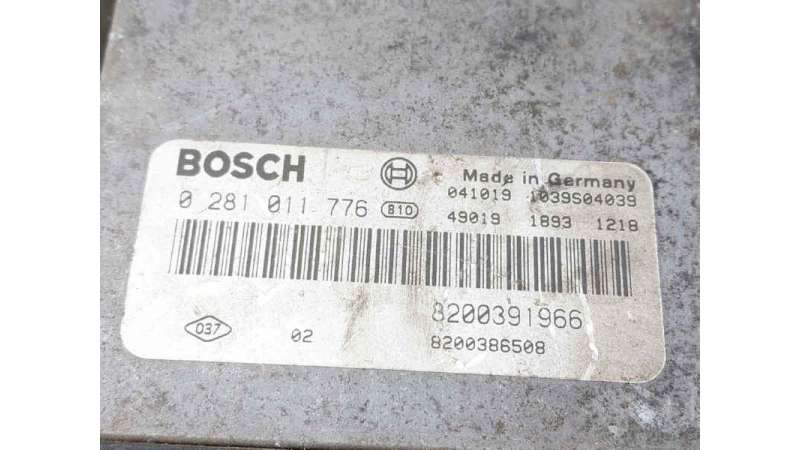 BOSCH Made in Germany
041019 1039S04039
0 281 011 776 B10
49019 1893 1218
8200391966
037 02
8200386508